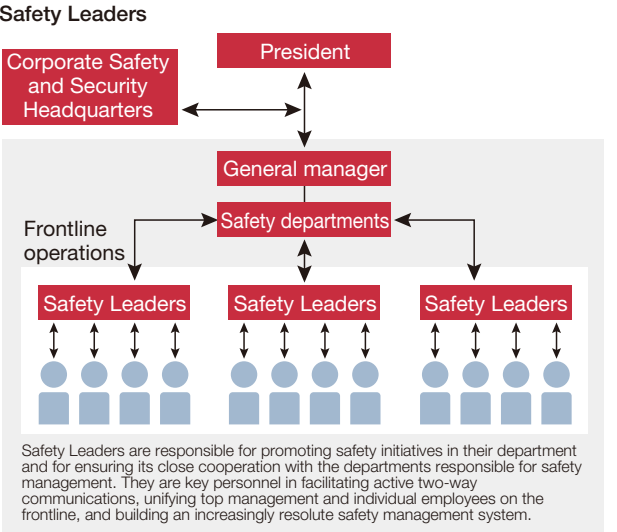 Safety Leaders
President
Corporate Safety
and Security
Headquarters
General manager
Safety departments
Frontline
operations
Safety Leaders
Safety Leaders
Safety Leaders
Safety Leaders are responsible for promoting safety initiatives in their department
and for ensuring its close cooperation with the departments responsible for safety
management. They are key personnel in facilitating active two-way
communications, unifying top management and individual employees on the
frontline, and building an increasingly resolute safety management system.